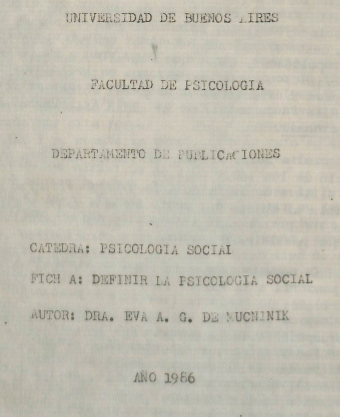 UNIVERSIDAD DE BUENOS AIRES
FACULTAD DE PSICOLOGIA
DEPARTAMENTO DE PUBLICACIONES
CATEDRA: PSICOLOGIA SOCIAL
FICH A: DEFINIR LA PSICOLOGIA SOCIAL
AUTOR: DRA. EVA A. G. DE MUCHINIK
AÑO 1986